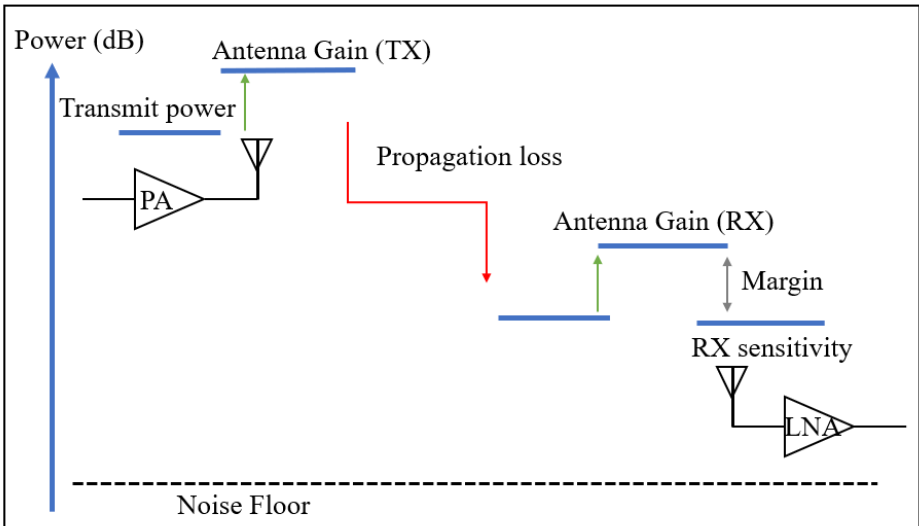 Power (dB)
Antenna Gain (TX)
Transmit power
PA
Propagation loss
Antenna Gain (RX)
Margin
RX sensitivity
LNA
Noise Floor